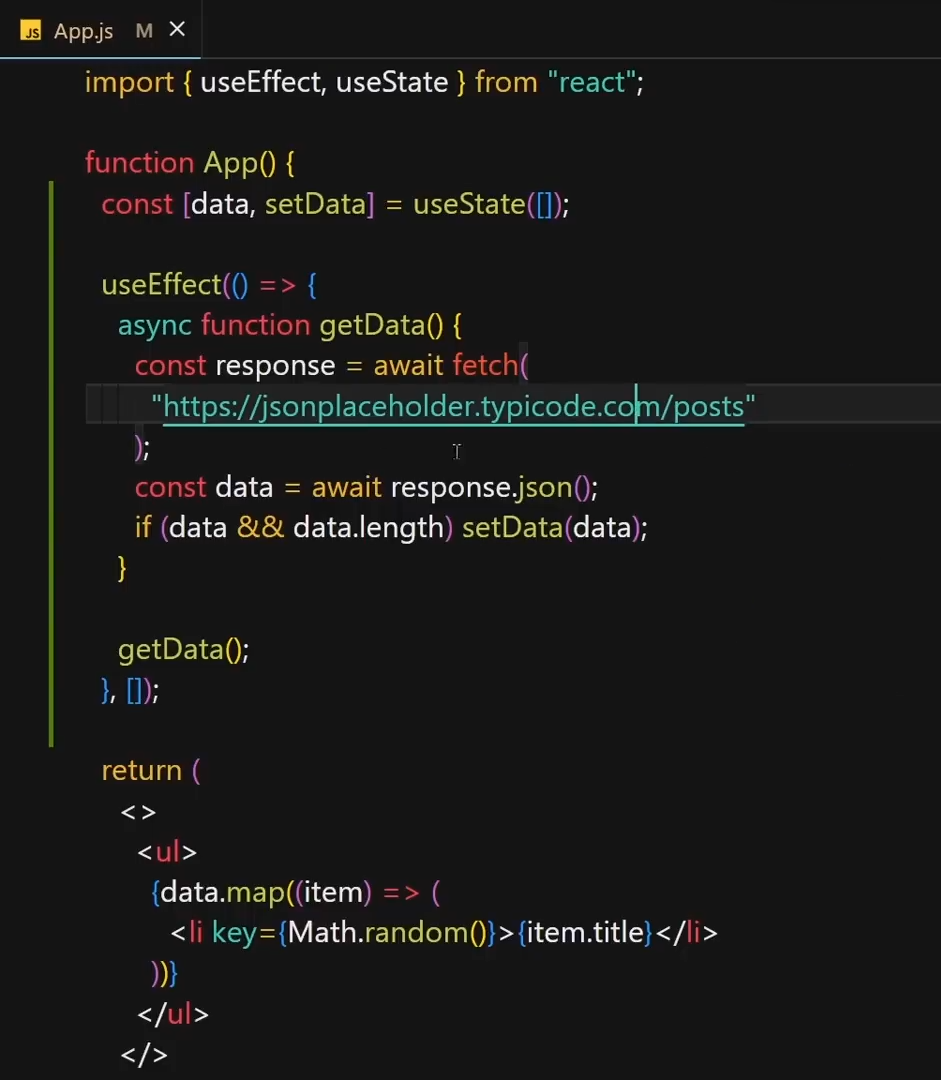 JS App.js M
import { useEffect, useState } from "react";
function App() {
const [data, setData] = useState([]);
useEffect(() => {
async function getData() {
const response = await fetch(
"https://jsonplaceholder.typicode.com/posts"
);
const data = await response.json();
if (data && data.length) setData(data);
}
getData();
}, []);
return (
<>
<ul>
{data.map((item) => (
<li key={Math.random()}>{item.title}</li>
))}
</ul>
</>